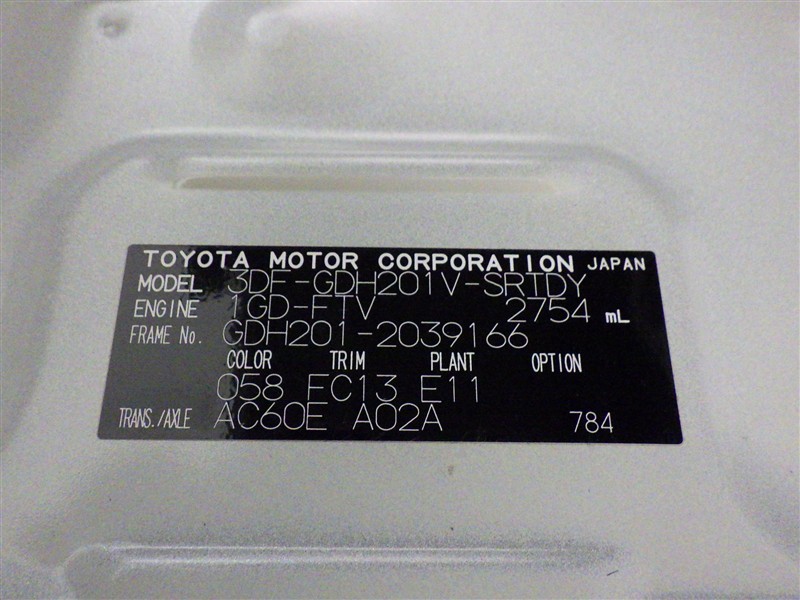 TOYOTA MOTOR CORPORATION JAPAN
MODEL 3DF-GDH201V-SRTDY
ENGINE 1GD-FTV 2754 mL
FRAME No. GDH201-2039166
COLOR TRIM PLANT OPTION
058 FC13 E11
TRANS./AXLE AC60E A02A 784